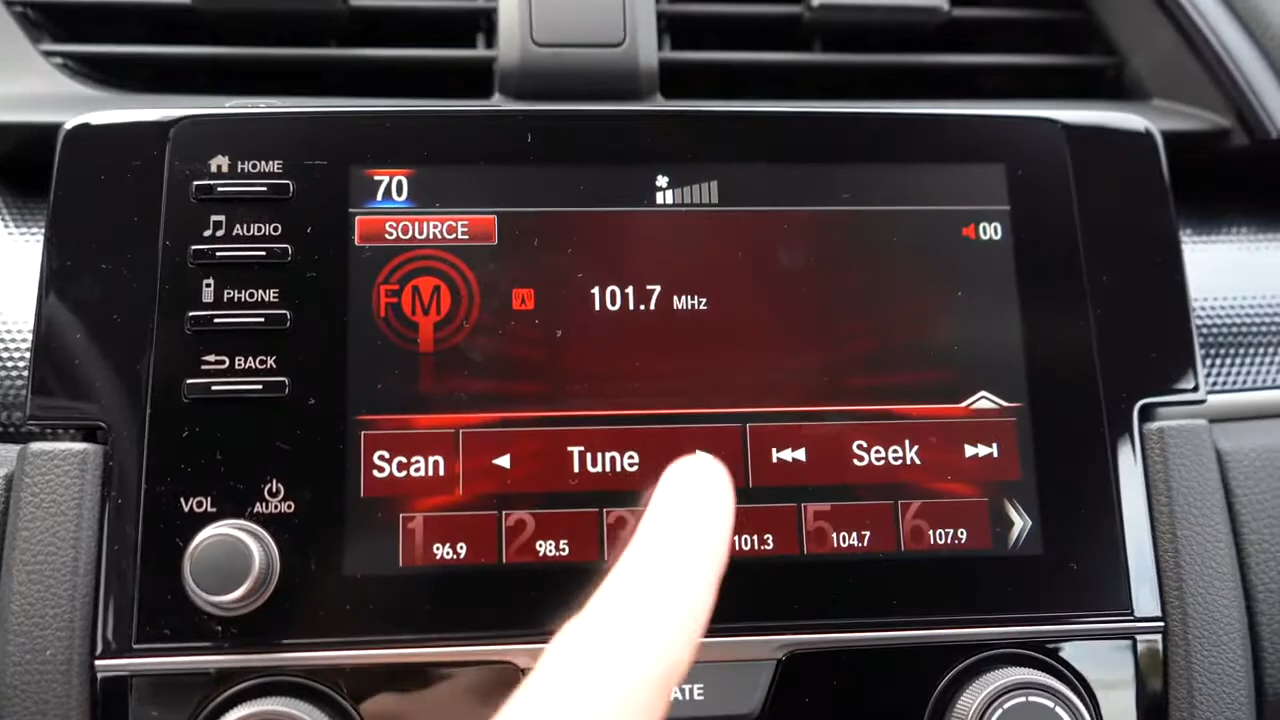 HOME
AUDIO
PHONE
BACK
VOL
AUDIO
70
SOURCE
00
FM
101.7 MHz
Scan
Tune
Seek
1 96.9
2 98.5
3
101.3
5 104.7
6 107.9